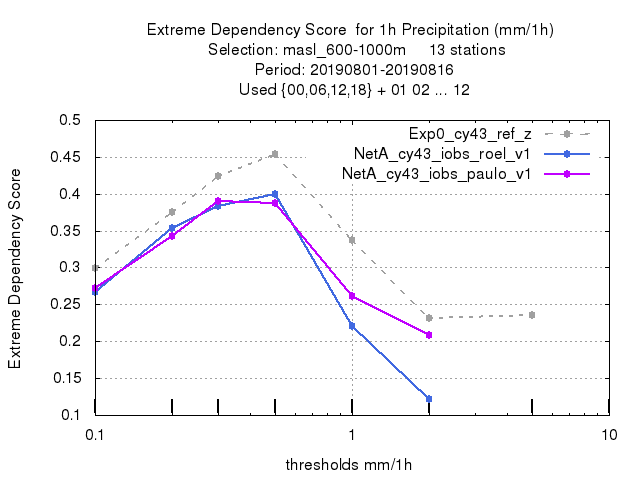 Extreme Dependency Score  for 1h Precipitation (mm/1h)
Selection: masl_600-1000m     13 stations
Period: 20190801-20190816
Used {00,06,12,18} + 01 02 ... 12
Exp0_cy43_ref_z
NetA_cy43_iobs_roel_v1
NetA_cy43_iobs_paulo_v1
Extreme Dependency Score
0.5
0.45
0.4
0.35
0.3
0.25
0.2
0.15
0.1
0.1 1 10
thresholds mm/1h